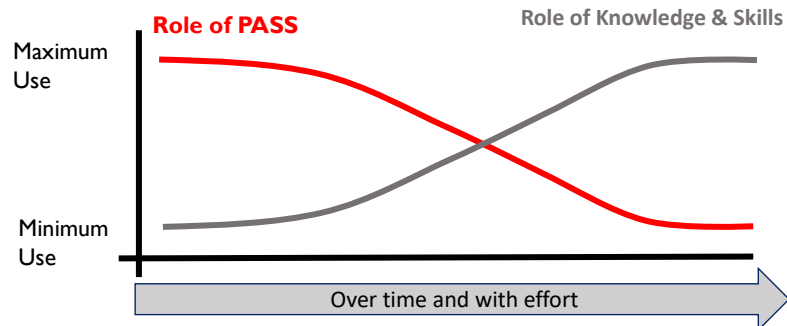 Role of PASS
Role of Knowledge & Skills
Maximum
Use
Minimum
Use
Over time and with effort